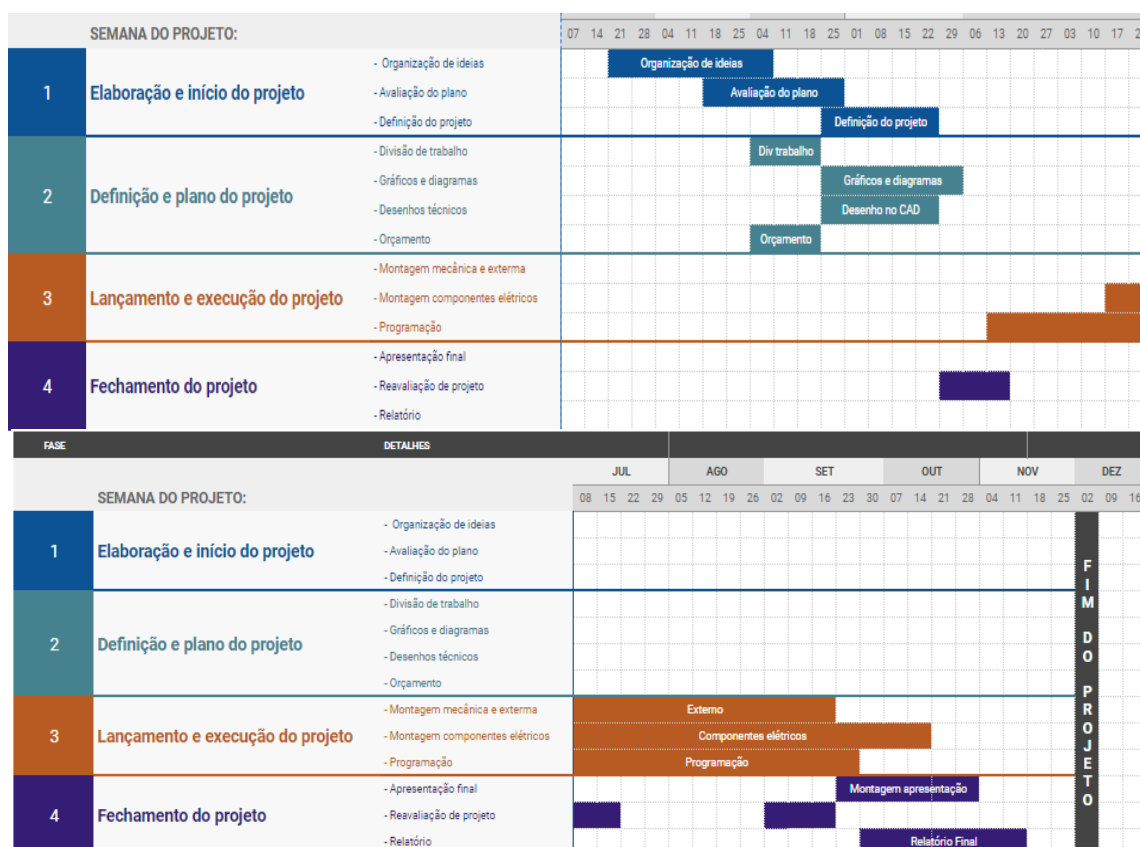 SEMANA DO PROJETO:
07 14 21 28 04 11 18 25 04 11 18 25 01 08 15 22 29 06 13 20 27 03 10 17
1 Elaboração e início do projeto
- Organização de ideias
Organização de ideias
- Avaliação do plano
Avaliação do plano
- Definição do projeto
Definição do projeto
2 Definição e plano do projeto
- Divisão de trabalho
Div trabalho
- Gráficos e diagramas
Gráficos e diagramas
- Desenhos técnicos
Desenho no CAD
- Orçamento
Orçamento
3 Lançamento e execução do projeto
- Montagem mecânica e exterma
- Montagem componentes elétricos
- Programação
4 Fechamento do projeto
- Apresentação final
- Reavaliação de projeto
- Relatório
FASE DETALHES
JUL AGO SET OUT NOV DEZ
SEMANA DO PROJETO:
08 15 22 29 05 12 19 26 02 09 16 23 30 07 14 21 28 04 11 18 25 02 09 16
1 Elaboração e início do projeto
- Organização de ideias
- Avaliação do plano
- Definição do projeto
2 Definição e plano do projeto
- Divisão de trabalho
- Gráficos e diagramas
- Desenhos técnicos
- Orçamento
3 Lançamento e execução do projeto
- Montagem mecânica e exterma
Externo
- Montagem componentes elétricos
Componentes elétricos
- Programação
Programação
4 Fechamento do projeto
- Apresentação final
Montagem apresentação
- Reavaliação de projeto
- Relatório
Relatório Final
FIM DO PROJETO